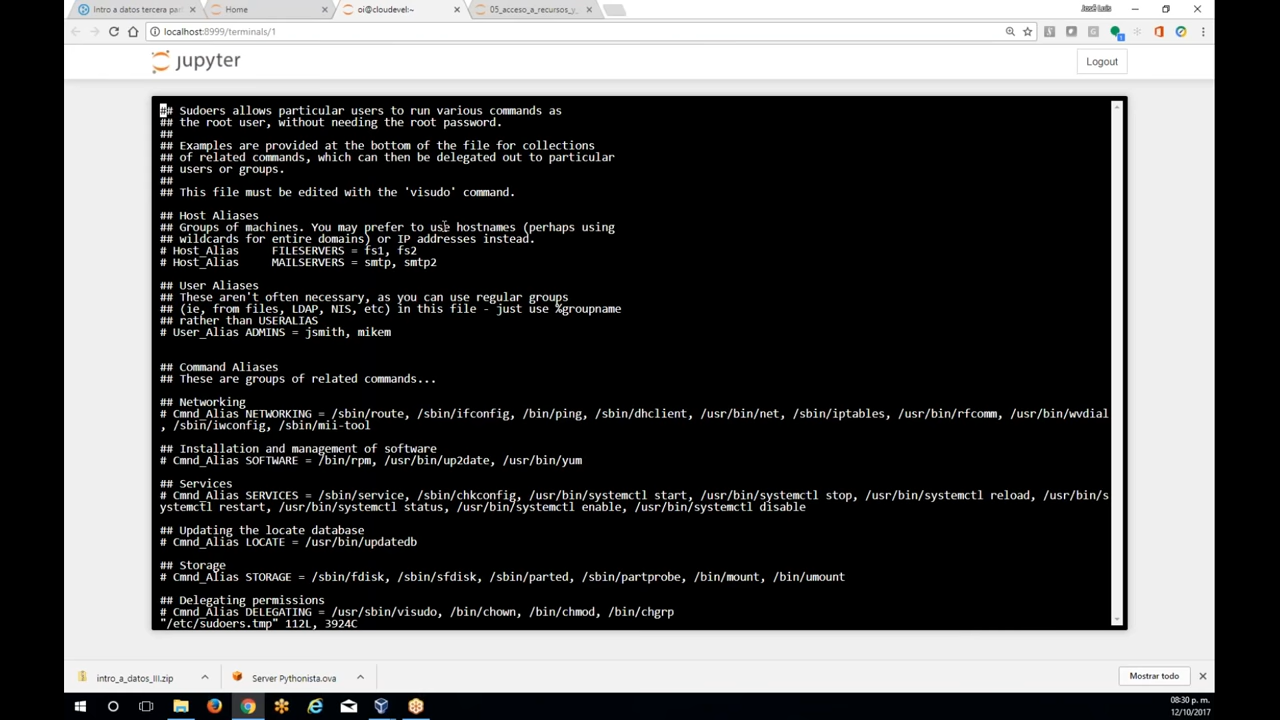 Intro a datos tercera par
Home
oi@cloudevel:~
05_acceso_a_recursos_y_
José Luis
localhost:8999/terminals/1
jupyter
Logout
## Sudoers allows particular users to run various commands as
## the root user, without needing the root password.
##
## Examples are provided at the bottom of the file for collections
## of related commands, which can then be delegated out to particular
## users or groups.
##
## This file must be edited with the 'visudo' command.
## Host Aliases
## Groups of machines. You may prefer to use hostnames (perhaps using
## wildcards for entire domains) or IP addresses instead.
# Host_Alias     FILESERVERS = fs1, fs2
# Host_Alias     MAILSERVERS = smtp, smtp2
## User Aliases
## These aren't often necessary, as you can use regular groups
## (ie, from files, LDAP, NIS, etc) in this file - just use %groupname
## rather than USERALIAS
# User_Alias ADMINS = jsmith, mikem
## Command Aliases
## These are groups of related commands...
## Networking
# Cmnd_Alias NETWORKING = /sbin/route, /sbin/ifconfig, /bin/ping, /sbin/dhclient, /usr/bin/net, /sbin/iptables, /usr/bin/rfcomm, /usr/bin/wvdial
, /sbin/iwconfig, /sbin/mii-tool
## Installation and management of software
# Cmnd_Alias SOFTWARE = /bin/rpm, /usr/bin/up2date, /usr/bin/yum
## Services
# Cmnd_Alias SERVICES = /sbin/service, /sbin/chkconfig, /usr/bin/systemctl start, /usr/bin/systemctl stop, /usr/bin/systemctl reload, /usr/bin/s
ystemctl restart, /usr/bin/systemctl status, /usr/bin/systemctl enable, /usr/bin/systemctl disable
## Updating the locate database
# Cmnd_Alias LOCATE = /usr/bin/updatedb
## Storage
# Cmnd_Alias STORAGE = /sbin/fdisk, /sbin/sfdisk, /sbin/parted, /sbin/partprobe, /bin/mount, /bin/umount
## Delegating permissions
# Cmnd_Alias DELEGATING = /usr/sbin/visudo, /bin/chown, /bin/chmod, /bin/chgrp
"/etc/sudoers.tmp" 112L, 3924C
intro_a_datos_III.zip
Server Pythonista.ova
Mostrar todo
08:30 p. m.
12/10/2017